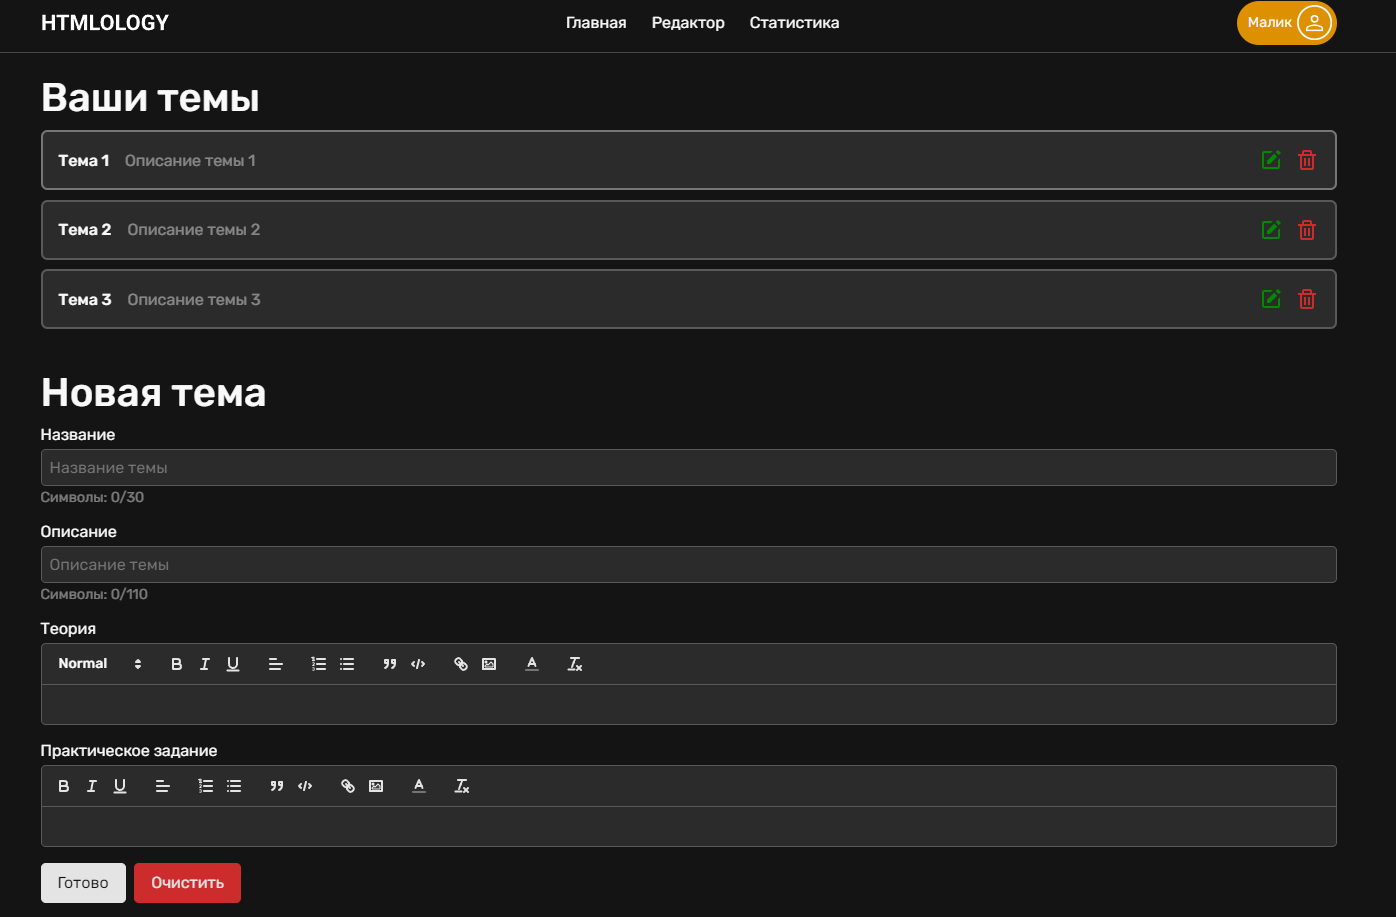 HTMLOLOGY Главная Редактор Статистика Малик
Ваши темы
Тема 1 Описание темы 1
Тема 2 Описание темы 2
Тема 3 Описание темы 3
Новая тема
Название
Название темы
Символы: 0/30
Описание
Описание темы
Символы: 0/110
Теория
Normal
Практическое задание
Готово Очистить